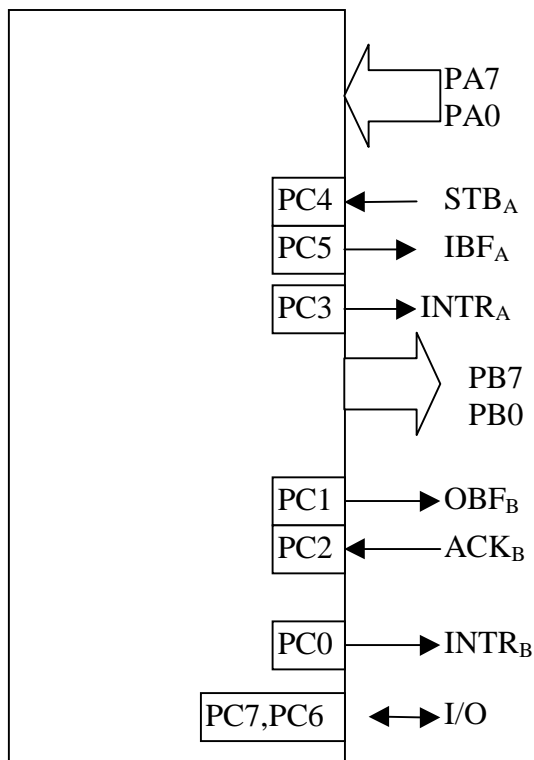 PA7
PA0
PC4 STBA
PC5 IBFA
PC3 INTRA
PB7
PB0
PC1 OBFB
PC2 ACKB
PC0 INTRB
PC7,PC6 I/O